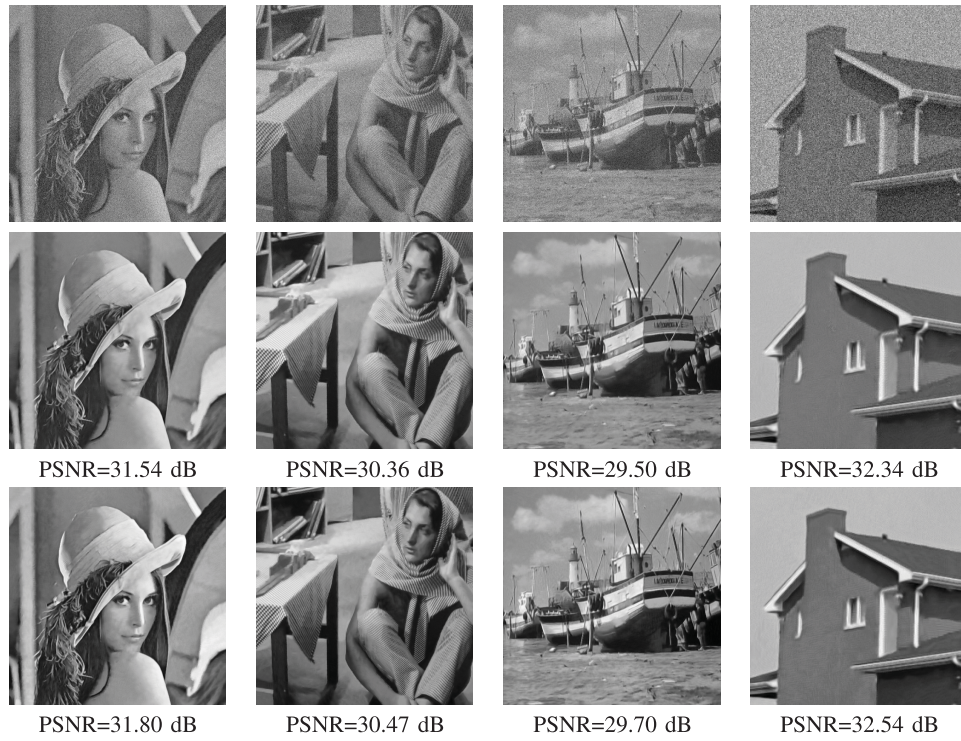 PSNR=31.54 dB PSNR=30.36 dB PSNR=29.50 dB PSNR=32.34 dB
PSNR=31.80 dB PSNR=30.47 dB PSNR=29.70 dB PSNR=32.54 dB